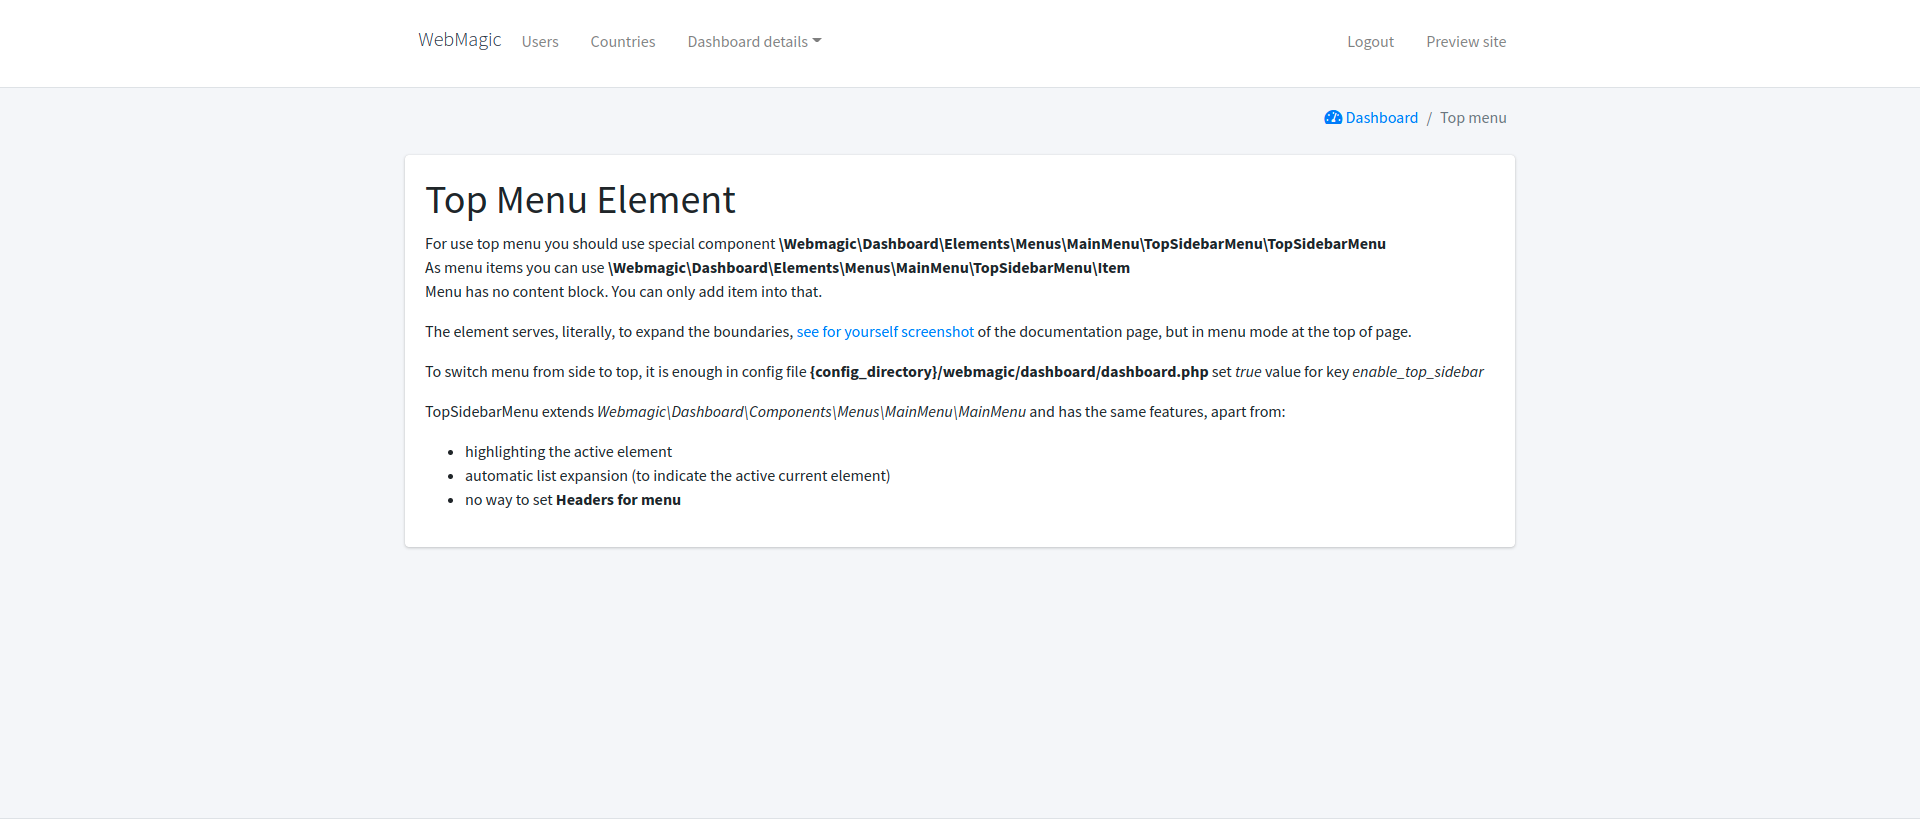 WebMagic Users Countries Dashboard details Logout Preview site
Dashboard / Top menu
Top Menu Element
For use top menu you should use special component \Webmagic\Dashboard\Elements\Menus\MainMenu\TopSidebarMenu\TopSidebarMenu
As menu items you can use \Webmagic\Dashboard\Elements\Menus\MainMenu\TopSidebarMenu\Item
Menu has no content block. You can only add item into that.
The element serves, literally, to expand the boundaries, see for yourself screenshot of the documentation page, but in menu mode at the top of page.
To switch menu from side to top, it is enough in config file {config_directory}/webmagic/dashboard/dashboard.php set true value for key enable_top_sidebar
TopSidebarMenu extends Webmagic\Dashboard\Components\Menus\MainMenu\MainMenu and has the same features, apart from:
• highlighting the active element
• automatic list expansion (to indicate the active current element)
• no way to set Headers for menu